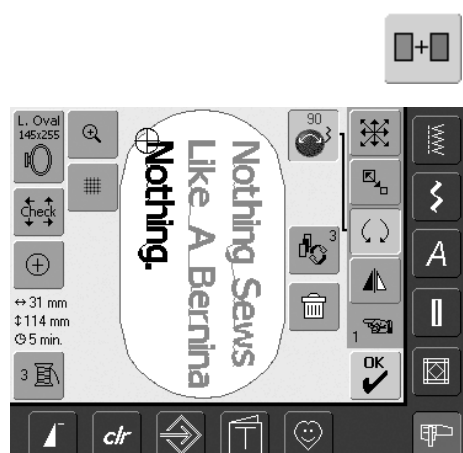 L. Oval
145x255
Check
↔ 31 mm
↕ 114 mm
5 min.
3
90
3
1
OK
Nothing Sews
Like A Bernina
Nothing.
A
clr
T